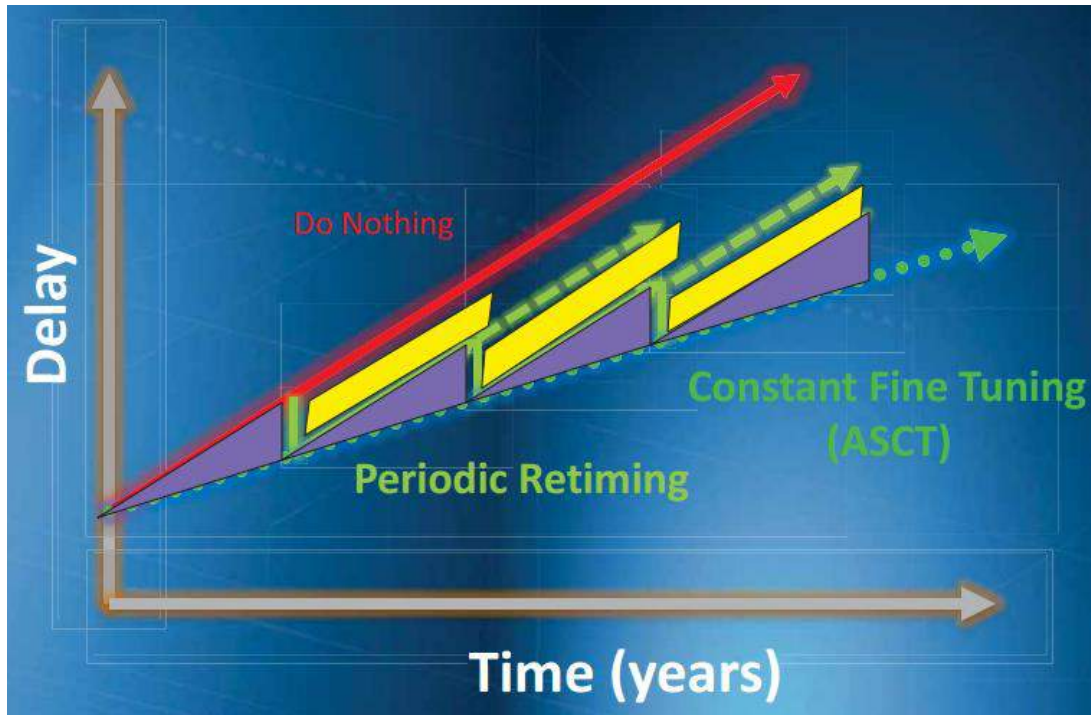 Delay
Do Nothing
Periodic Retiming
Constant Fine Tuning
(ASCT)
Time (years)